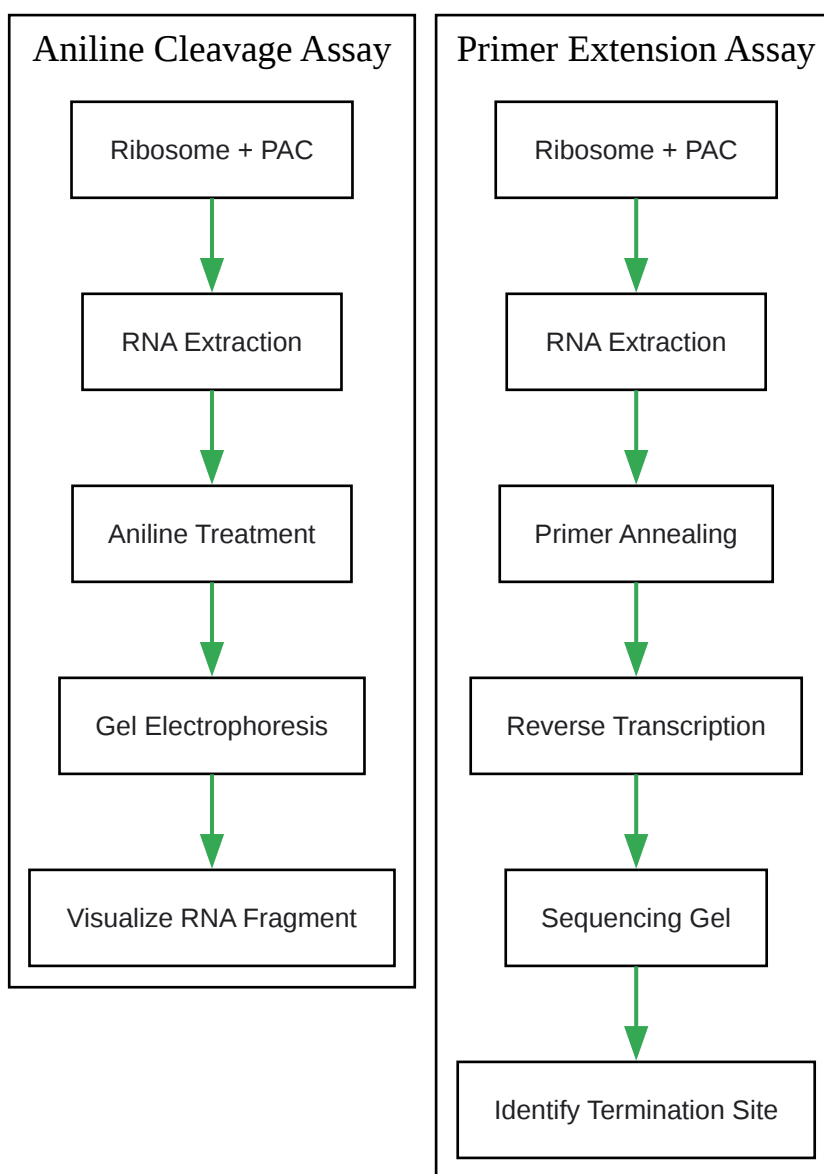 Aniline Cleavage Assay
Ribosome + PAC
RNA Extraction
Aniline Treatment
Gel Electrophoresis
Visualize RNA Fragment
Primer Extension Assay
Ribosome + PAC
RNA Extraction
Primer Annealing
Reverse Transcription
Sequencing Gel
Identify Termination Site